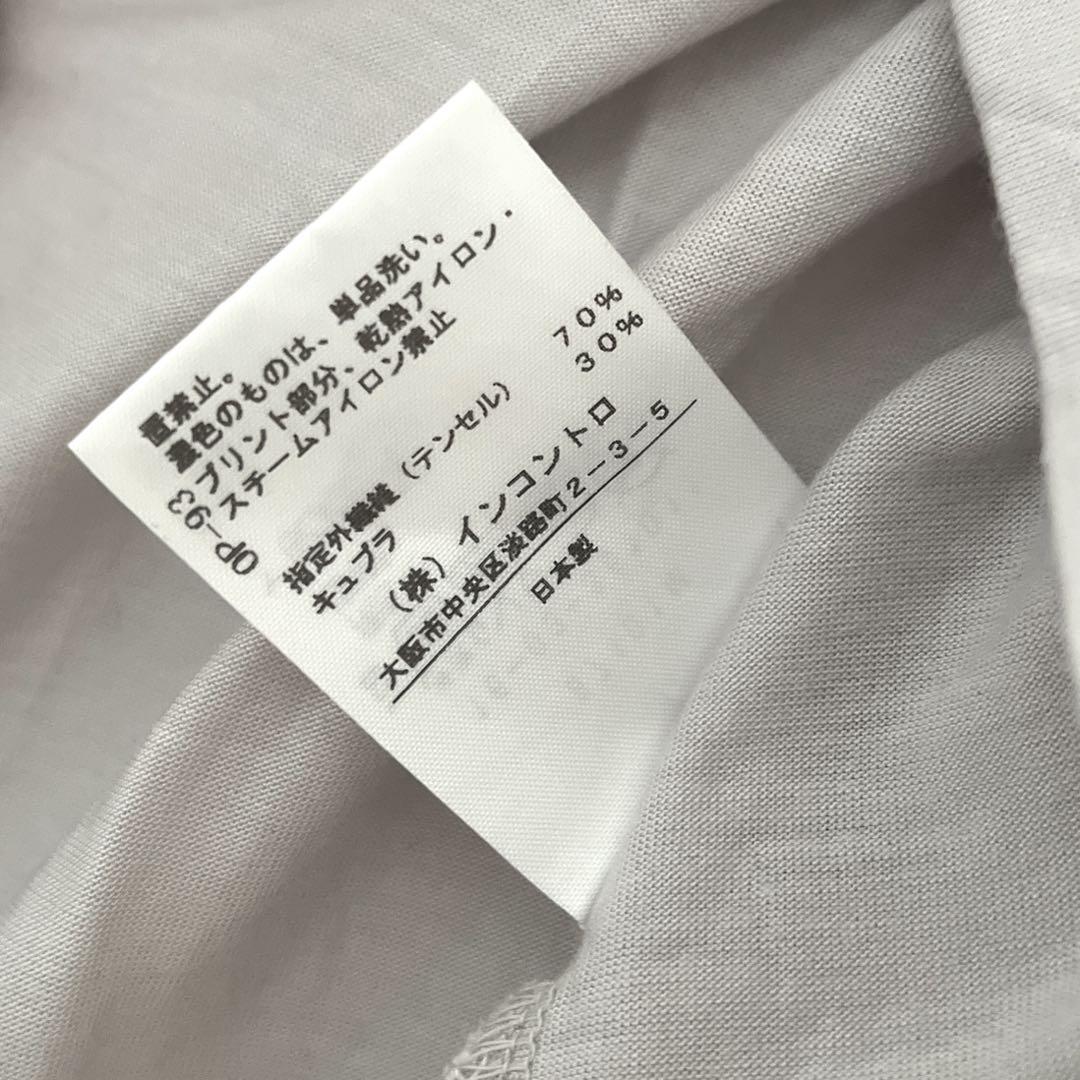 置禁止。
濃色のものは、単品洗い。
プリント部分、乾熱アイロン・
スチームアイロン禁止
op-93
指定外繊維（テンセル） 70%
キュプラ 30%
（株）インコントロ
大阪市中央区淡路町2-3-5
日本製